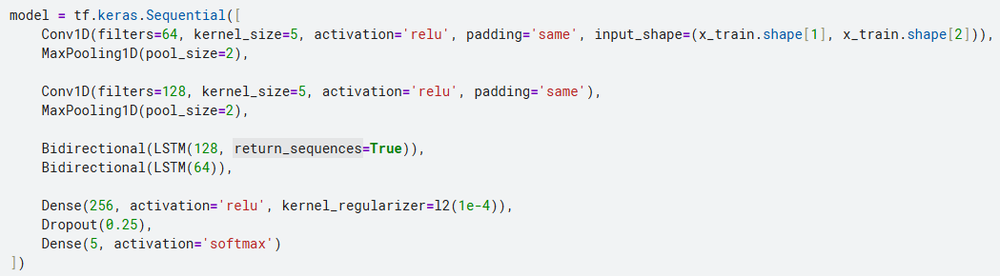 model = tf.keras.Sequential([
    Conv1D(filters=64, kernel_size=5, activation='relu', padding='same', input_shape=(x_train.shape[1], x_train.shape[2])),
    MaxPooling1D(pool_size=2),

    Conv1D(filters=128, kernel_size=5, activation='relu', padding='same'),
    MaxPooling1D(pool_size=2),

    Bidirectional(LSTM(128, return_sequences=True)),
    Bidirectional(LSTM(64)),

    Dense(256, activation='relu', kernel_regularizer=l2(1e-4)),
    Dropout(0.25),
    Dense(5, activation='softmax')
])